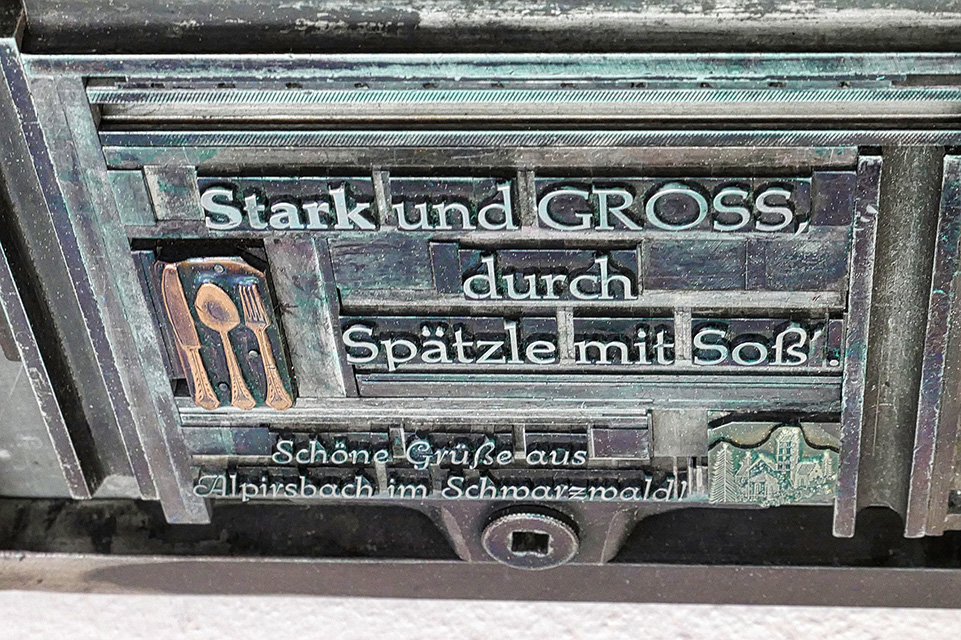 Stark und GROSS,
durch
Spätzle mit Soß'.
Schöne Grüße aus
Alpirsbach im Schwarzwald!